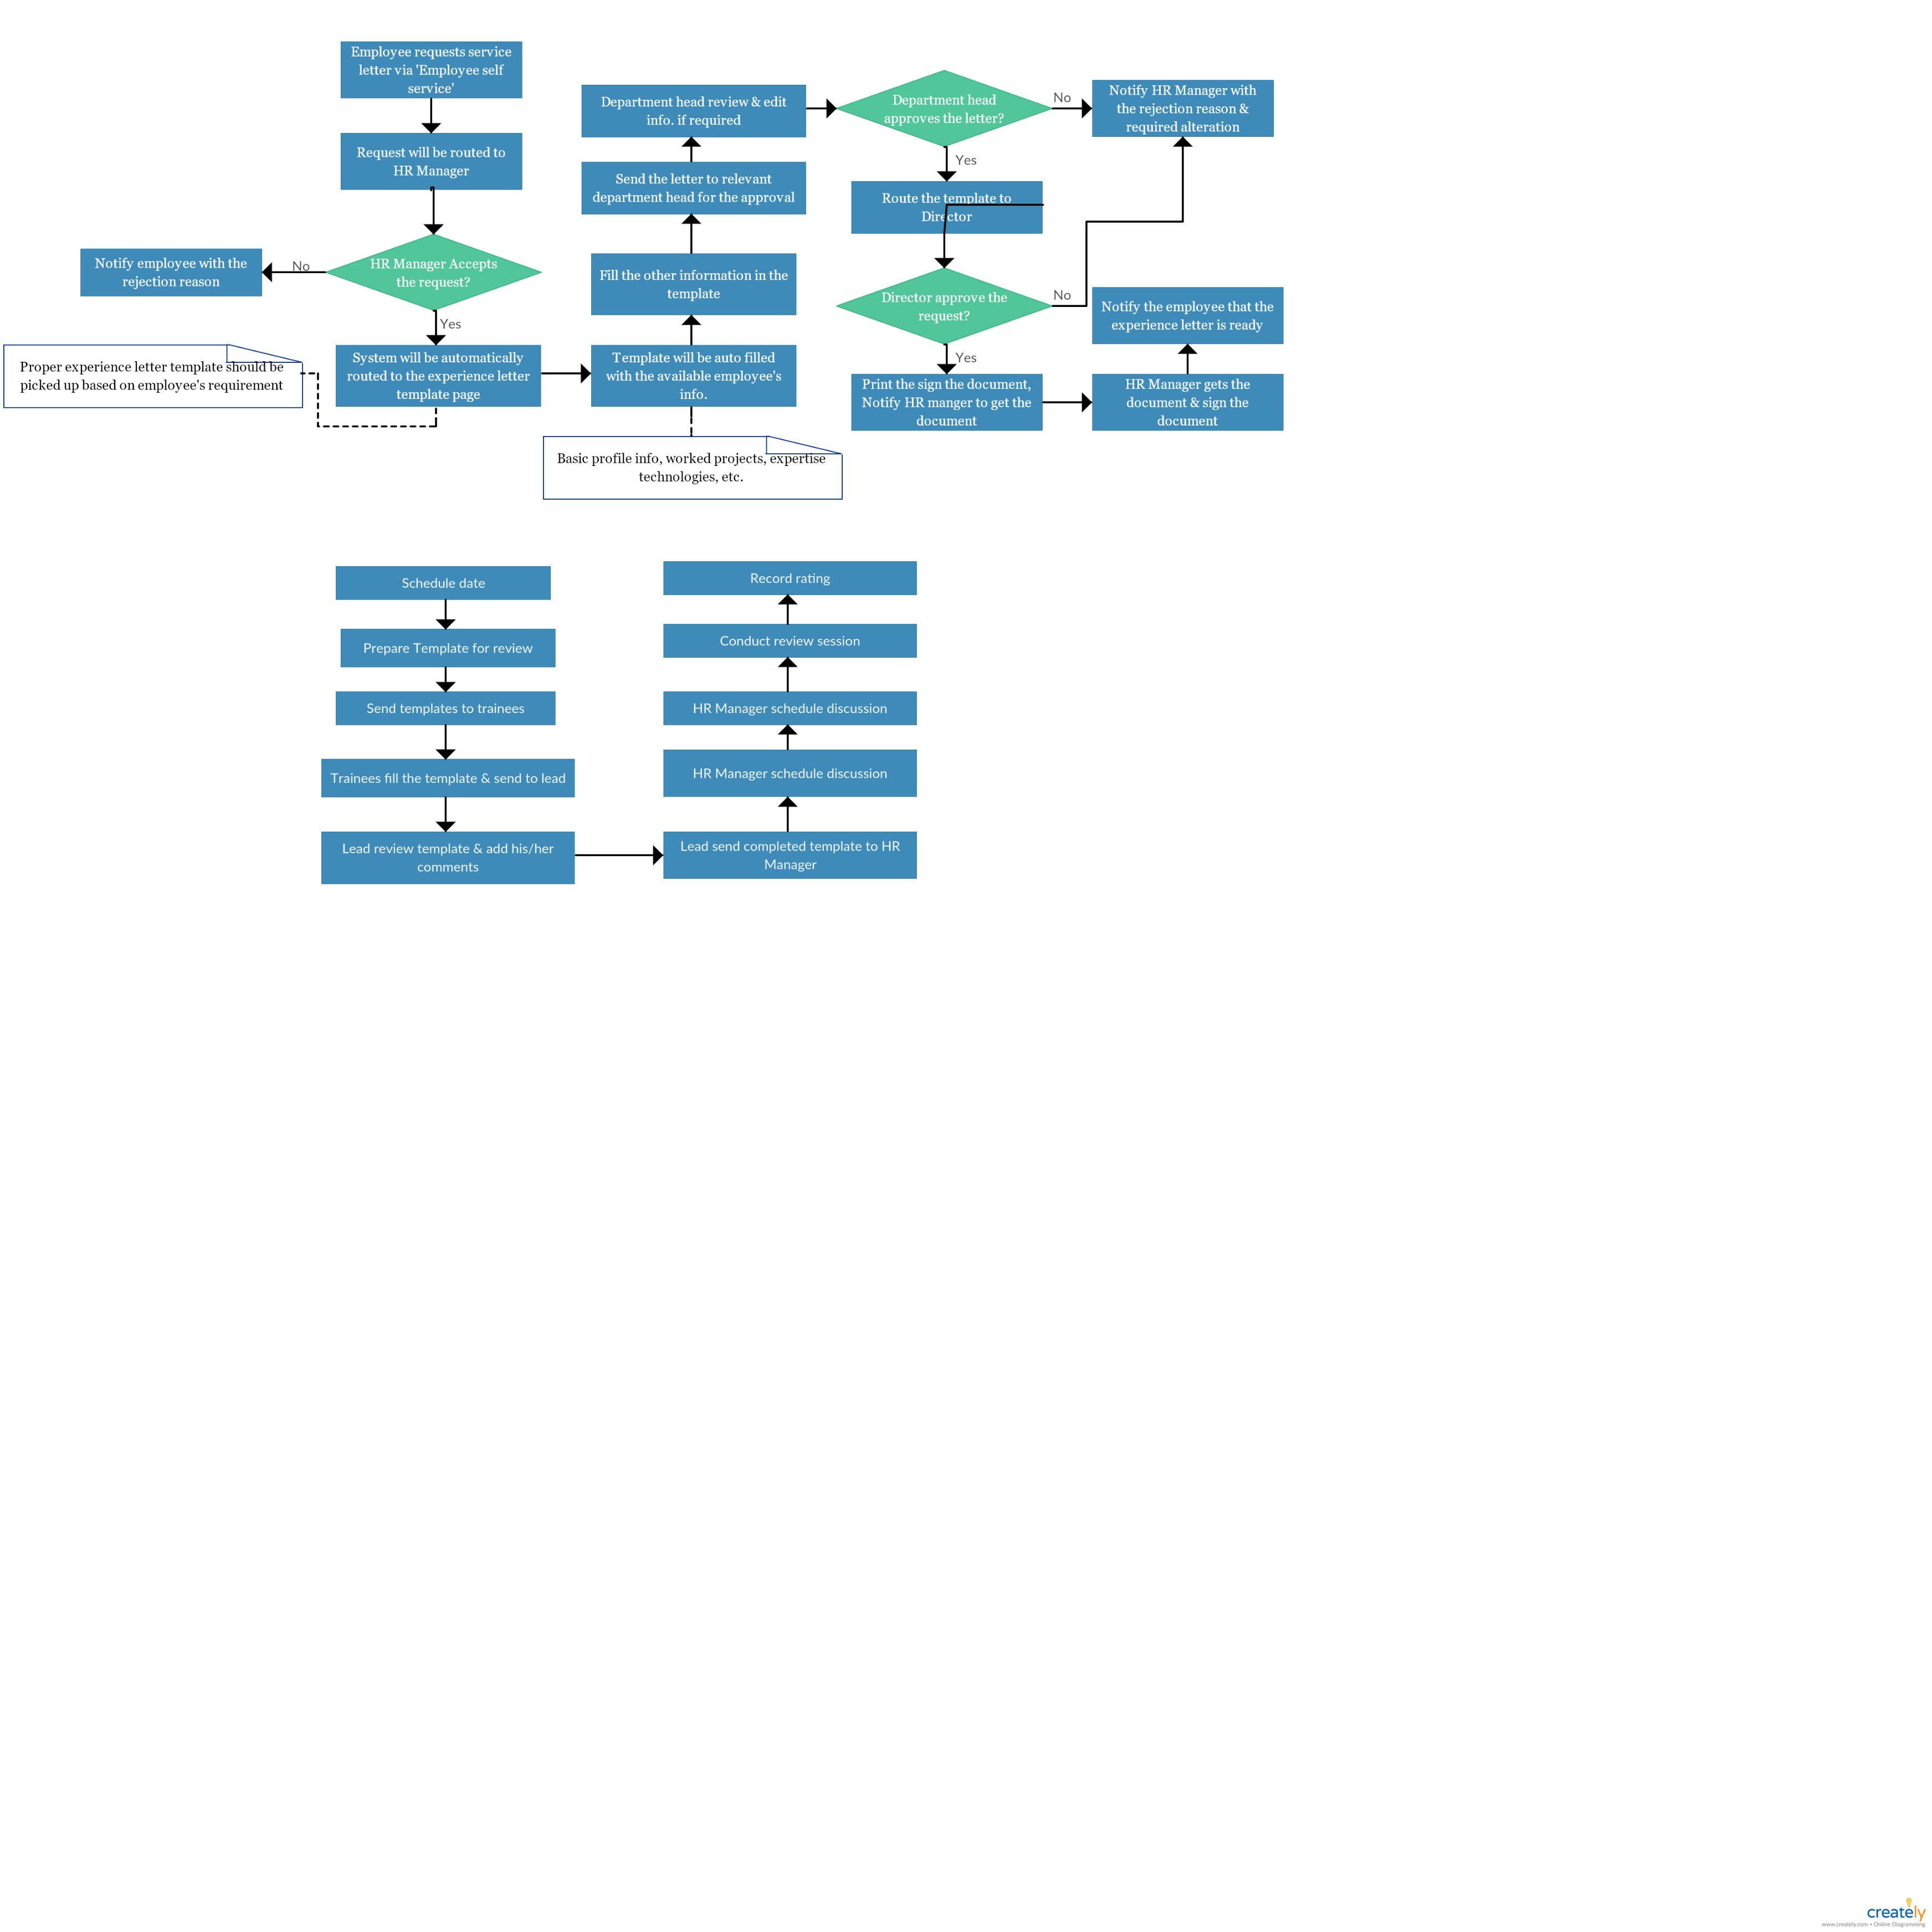 Employee requests service
letter via 'Employee self
service'
Request will be routed to
HR Manager
HR Manager Accepts
the request?
No
Notify employee with the
rejection reason
Yes
System will be automatically
routed to the experience letter
template page
Proper experience letter template should be
picked up based on employee's requirement
Template will be auto filled
with the available employee's
info.
Basic profile info, worked projects, expertise
technologies, etc.
Fill the other information in the
template
Send the letter to relevant
department head for the approval
Department head review & edit
info. if required
Department head
approves the letter?
No
Notify HR Manager with
the rejection reason &
required alteration
Yes
Route the template to
Director
Director approve the
request?
No
Yes
Print the sign the document,
Notify HR manger to get the
document
HR Manager gets the
document & sign the
document
Notify the employee that the
experience letter is ready
Schedule date
Prepare Template for review
Send templates to trainees
Trainees fill the template & send to lead
Lead review template & add his/her
comments
Lead send completed template to HR
Manager
HR Manager schedule discussion
HR Manager schedule discussion
Conduct review session
Record rating
creately
www.creately.com • Online Diagramming